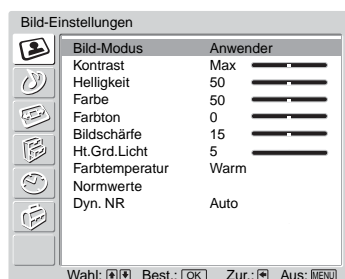 Bild-Einstellungen
Bild-Modus Anwender
Kontrast Max
Helligkeit 50
Farbe 50
Farbton 0
Bildschärfe 15
Ht.Grd.Licht 5
Farbtemperatur Warm
Normwerte
Dyn. NR Auto
Wahl: Best.: OK Zur.: Aus: MENU